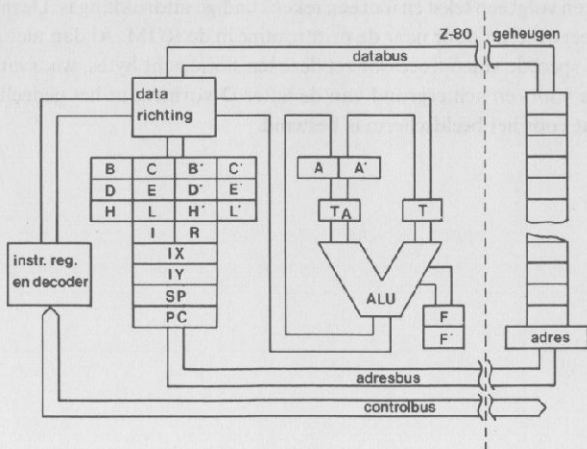 Z-80 geheugen
databus
data
richting
B C B' C' A A'
D E D' E'
H L H' L' TA T
I R
instr. reg. IX
en decoder IY
SP ALU
PC F
F' adres
adresbus
controlbus